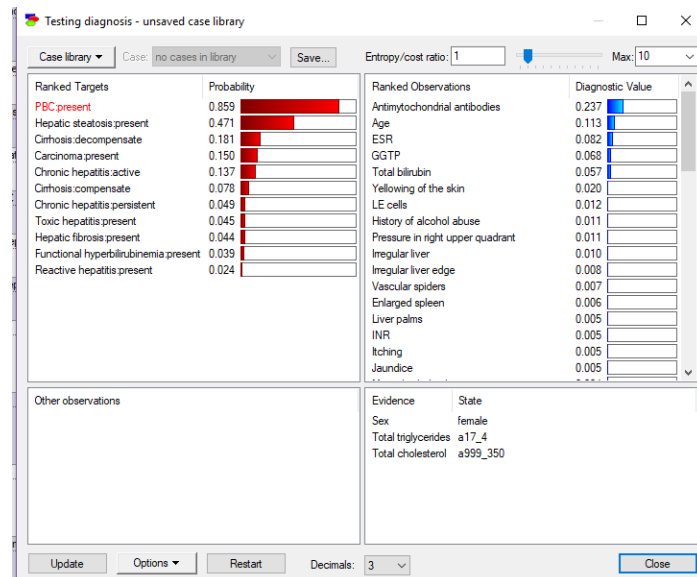 Testing diagnosis - unsaved case library
Case library Case: no cases in library Save... Entropy/cost ratio: 1 Max: 10
Ranked Targets Probability
PBC:present 0.859
Hepatic steatosis:present 0.471
Cirrhosis:decompensate 0.181
Carcinoma:present 0.150
Chronic hepatitis:active 0.137
Cirrhosis:compensate 0.078
Chronic hepatitis:persistent 0.049
Toxic hepatitis:present 0.045
Hepatic fibrosis:present 0.044
Functional hyperbilirubinemia:present 0.039
Reactive hepatitis:present 0.024
Ranked Observations Diagnostic Value
Antimytochondrial antibodies 0.237
Age 0.113
ESR 0.082
GGTP 0.068
Total bilirubin 0.057
Yellowing of the skin 0.020
LE cells 0.012
History of alcohol abuse 0.011
Pressure in right upper quadrant 0.011
Irregular liver 0.010
Irregular liver edge 0.008
Vascular spiders 0.007
Enlarged spleen 0.006
Liver palms 0.005
INR 0.005
Itching 0.005
Jaundice 0.005
Other observations
Evidence State
Sex female
Total triglycerides a17_4
Total cholesterol a999_350
Update Options Restart Decimals: 3 Close